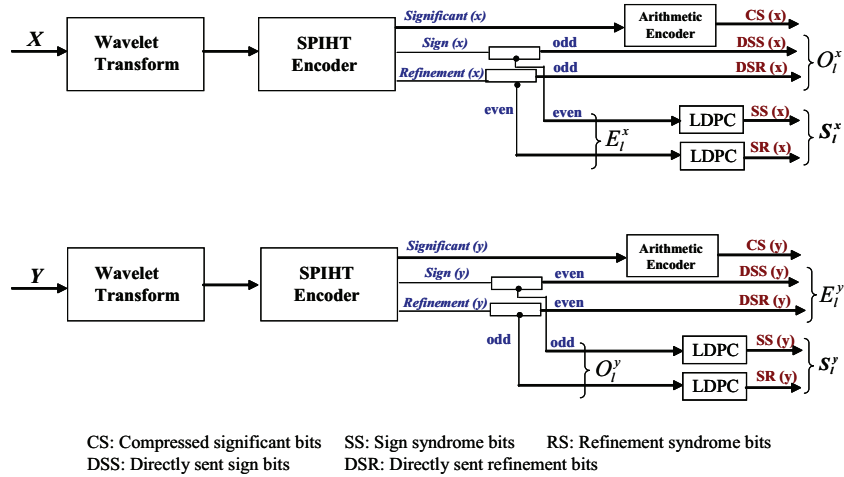 Significant (x)
Arithmetic
Encoder
CS (x)
X
Wavelet
Transform
SPIHT
Encoder
Sign (x)
odd
DSS (x)
Refinement (x)
odd
DSR (x)
O_l^x
even
even
E_l^x
LDPC
SS (x)
LDPC
SR (x)
S_l^x
Significant (y)
Arithmetic
Encoder
CS (y)
Y
Wavelet
Transform
SPIHT
Encoder
Sign (y)
even
DSS (y)
Refinement (y)
even
DSR (y)
E_l^y
odd
odd
O_l^y
LDPC
SS (y)
LDPC
SR (y)
S_l^y
CS: Compressed significant bits SS: Sign syndrome bits RS: Refinement syndrome bits
DSS: Directly sent sign bits DSR: Directly sent refinement bits